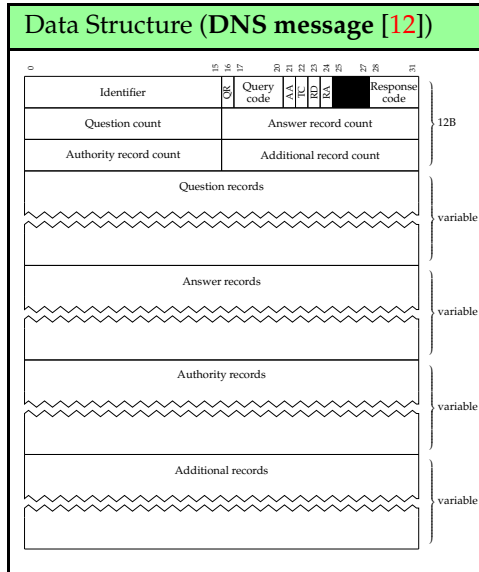 Data Structure (DNS message [12])
0 15 16 17 20 21 22 23 24 25 27 28 31
Identifier QR Query code AA TC RD RA Response code
12B
Question count Answer record count
Authority record count Additional record count
Question records
variable
Answer records
variable
Authority records
variable
Additional records
variable